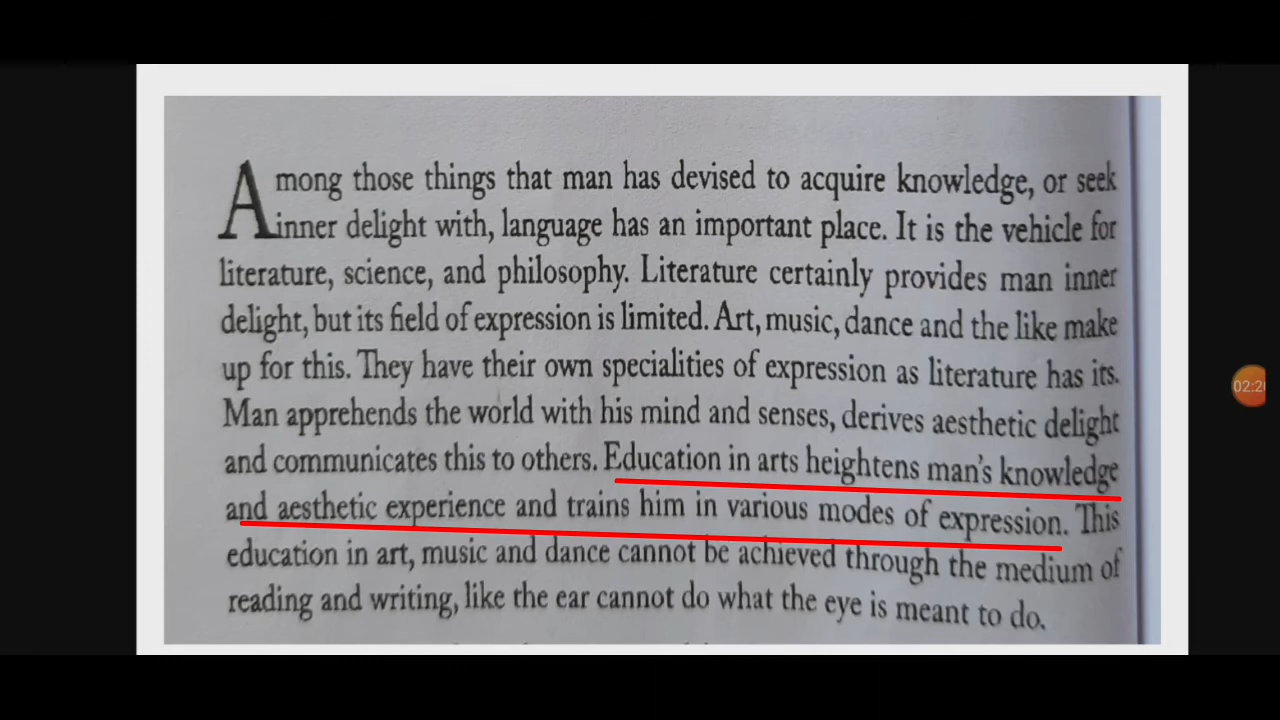 Among those things that man has devised to acquire knowledge, or seek
inner delight with, language has an important place. It is the vehicle for
literature, science, and philosophy. Literature certainly provides man inner
delight, but its field of expression is limited. Art, music, dance and the like make
up for this. They have their own specialities of expression as literature has its.
Man apprehends the world with his mind and senses, derives aesthetic delight
and communicates this to others. Education in arts heightens man's knowledge
and aesthetic experience and trains him in various modes of expression. This
education in art, music and dance cannot be achieved through the medium of
reading and writing, like the ear cannot do what the eye is meant to do.